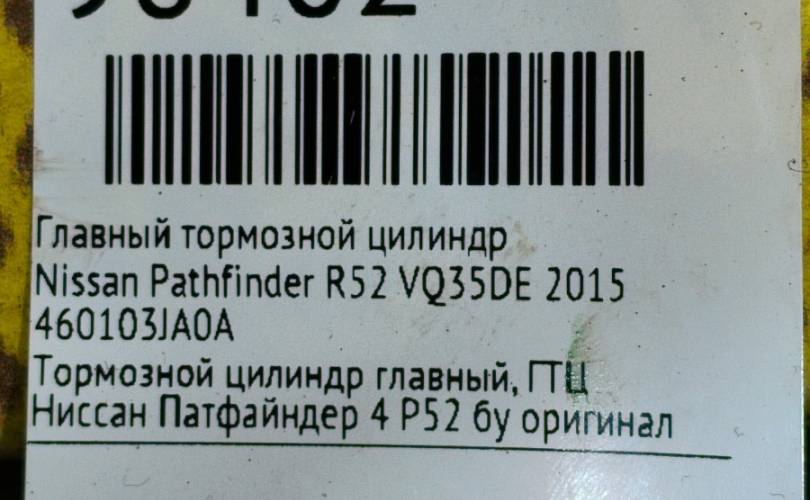 Главный тормозной цилиндр
Nissan Pathfinder R52 VQ35DE 2015
460103JA0A
Тормозной цилиндр главный, ГТЦ
Ниссан Патфайндер 4 Р52 бу оригинал